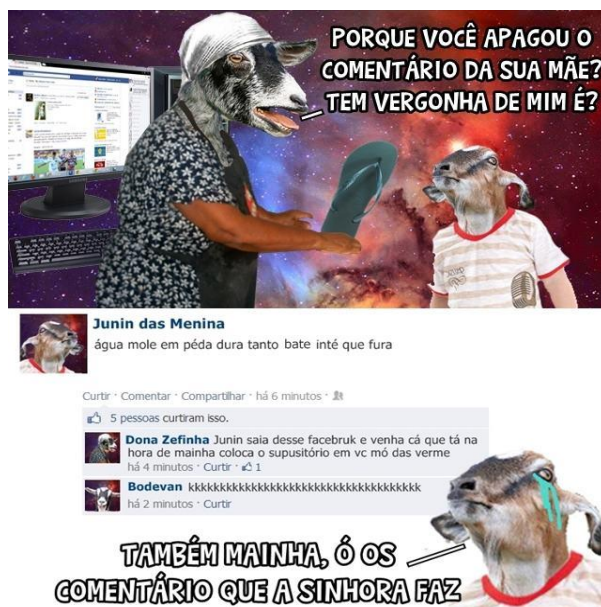 PORQUE VOCÊ APAGOU O
COMENTÁRIO DA SUA MÃE?
TEM VERGONHA DE MIM É?
Junin das Menina
água mole em péda dura tanto bate inté que fura
Curtir · Comentar · Compartilhar · há 6 minutos ·
5 pessoas curtiram isso.
Dona Zefinha Junin saia desse facebruk e venha cá que tá na
hora de mainha coloca o supusitório em vc mó das verme
há 4 minutos · Curtir · 1
Bodevan kkkkkkkkkkkkkkkkkkkkkkkkkkkkkkkkkkkkkk
há 2 minutos · Curtir
TAMBÉM MAINHA, Ó OS
COMENTÁRIO QUE A SINHORA FAZ